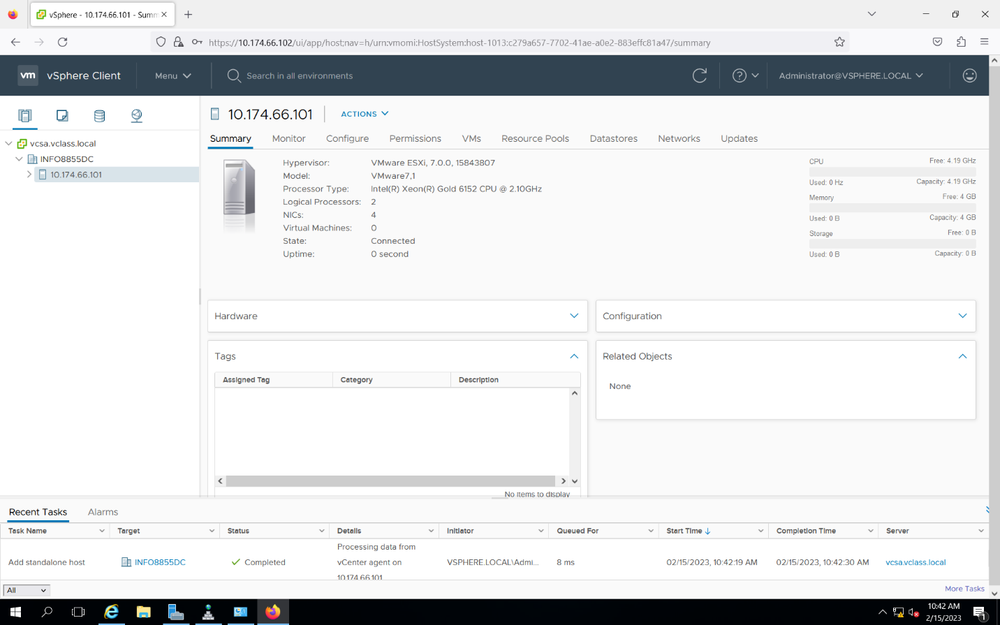 vSphere - 10.174.66.101 - Summ
https://10.174.66.102/ui/app/host;nav=h/urn:vmomi:HostSystem:host-1013:c279a657-7702-41ae-a0e2-883effc81a47/summary
vm vSphere Client Menu Search in all environments Administrator@VSPHERE.LOCAL
10.174.66.101 ACTIONS
Summary Monitor Configure Permissions VMs Resource Pools Datastores Networks Updates
vcsa.vclass.local
INFO8855DC
10.174.66.101
Hypervisor: VMware ESXi, 7.0.0, 15843807
Model: VMware7,1
Processor Type: Intel(R) Xeon(R) Gold 6152 CPU @ 2.10GHz
Logical Processors: 2
NICs: 4
Virtual Machines: 0
State: Connected
Uptime: 0 second
CPU Free: 4.19 GHz
Used: 0 Hz Capacity: 4.19 GHz
Memory Free: 4 GB
Used: 0 B Capacity: 4 GB
Storage Free: 0 B
Used: 0 B Capacity: 0 B
Hardware
Configuration
Tags
Assigned Tag Category Description
No items to display
Related Objects
None
Recent Tasks Alarms
Task Name Target Status Details Initiator Queued For Start Time Completion Time Server
Add standalone host INFO8855DC Completed
Processing data from
vCenter agent on
10.174.66.101
VSPHERE.LOCAL\Admi... 8 ms 02/15/2023, 10:42:19 AM 02/15/2023, 10:42:30 AM vcsa.vclass.local
All More Tasks
10:42 AM
2/15/2023
1